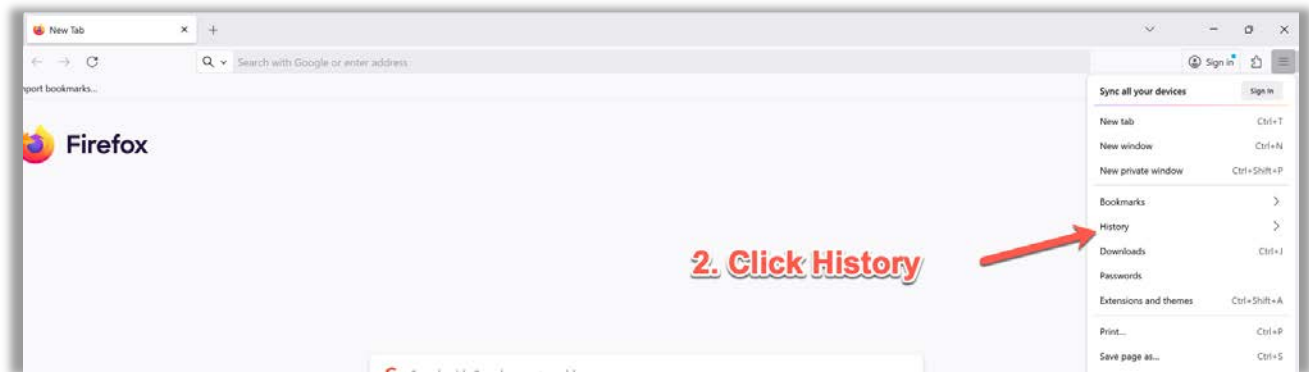 New Tab
Search with Google or enter address
Sign in
port bookmarks...
Firefox
Sync all your devices Sign In
New tab Ctrl+T
New window Ctrl+N
New private window Ctrl+Shift+P
Bookmarks
History
2. Click History
Downloads Ctrl+J
Passwords
Extensions and themes Ctrl+Shift+A
Print... Ctrl+P
Save page as... Ctrl+S